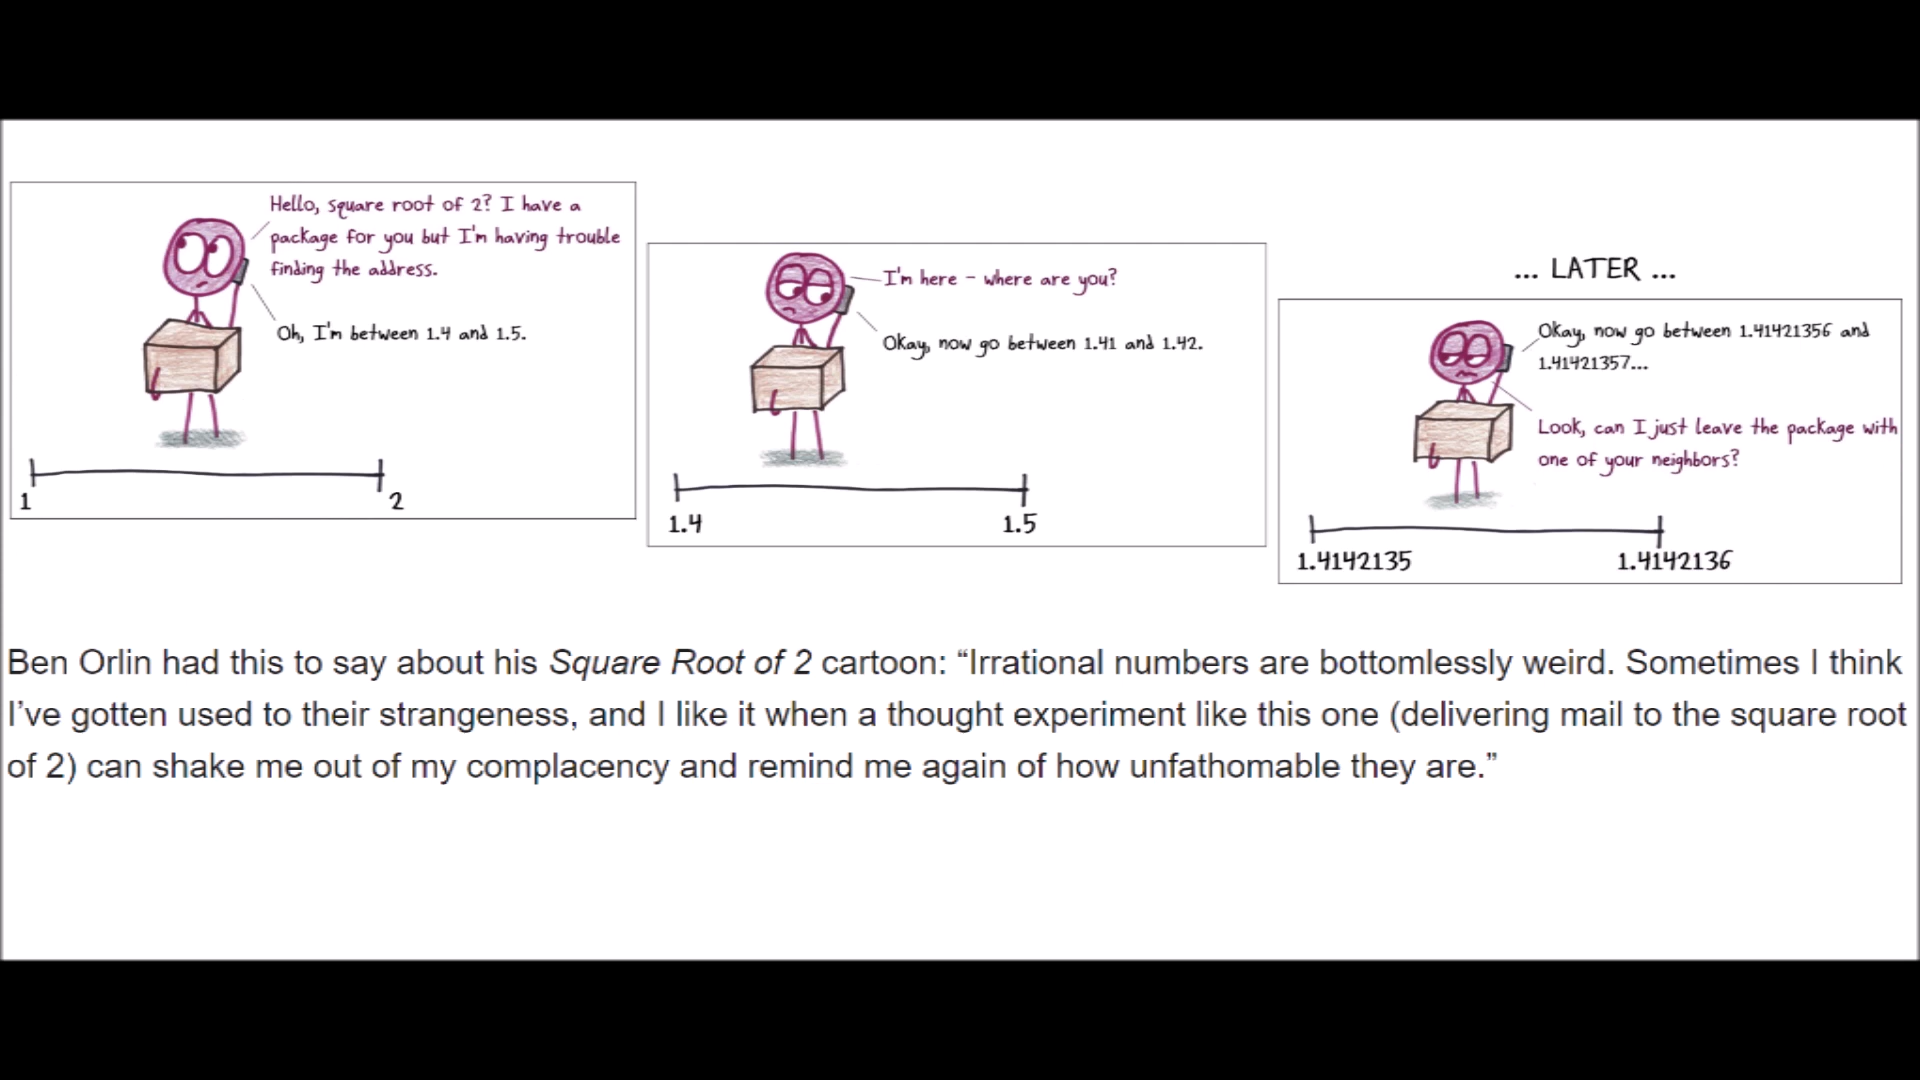 Hello, square root of 2? I have a
package for you but I'm having trouble
finding the address.
Oh, I'm between 1.4 and 1.5.
1
2
I'm here - where are you?
Okay, now go between 1.41 and 1.42.
1.4
1.5
... LATER ...
Okay, now go between 1.41421356 and
1.41421357...
Look, can I just leave the package with
one of your neighbors?
1.4142135
1.4142136
Ben Orlin had this to say about his Square Root of 2 cartoon: “Irrational numbers are bottomlessly weird. Sometimes I think
I’ve gotten used to their strangeness, and I like it when a thought experiment like this one (delivering mail to the square root
of 2) can shake me out of my complacency and remind me again of how unfathomable they are.”